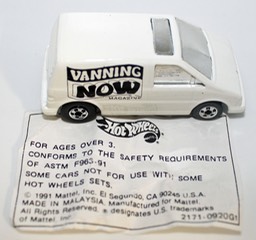 VANNING
NOW
MAGAZINE
Hot Wheels
FOR AGES OVER 3.
CONFORMS TO THE SAFETY REQUIREMENTS
OF ASTM F963.91
SOME CARS NOT FOR USE WITH SOME
HOT WHEELS SETS.
© 1991 Mattel, Inc. El Segundo, CA 90245 U.S.A.
MADE IN MALAYSIA. Manufactured for Mattel.
All Rights Reserved. ® designates U.S. trademarks
of Mattel.
2171-0920G1